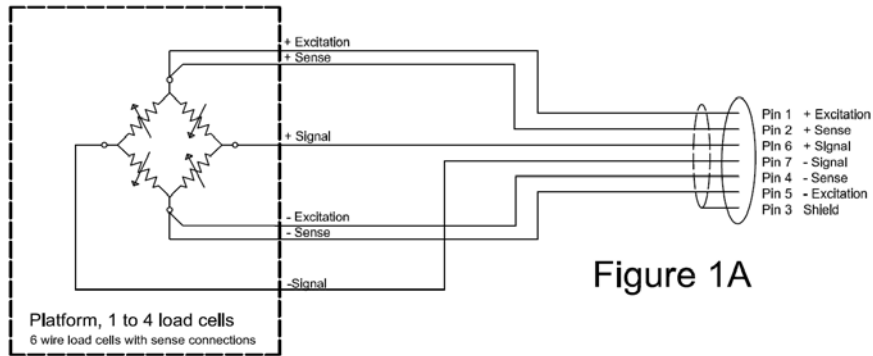 + Excitation
+ Sense
+ Signal
- Excitation
- Sense
-Signal
Platform, 1 to 4 load cells
6 wire load cells with sense connections
Pin 1 + Excitation
Pin 2 + Sense
Pin 6 + Signal
Pin 7 - Signal
Pin 4 - Sense
Pin 5 - Excitation
Pin 3 Shield
Figure 1A